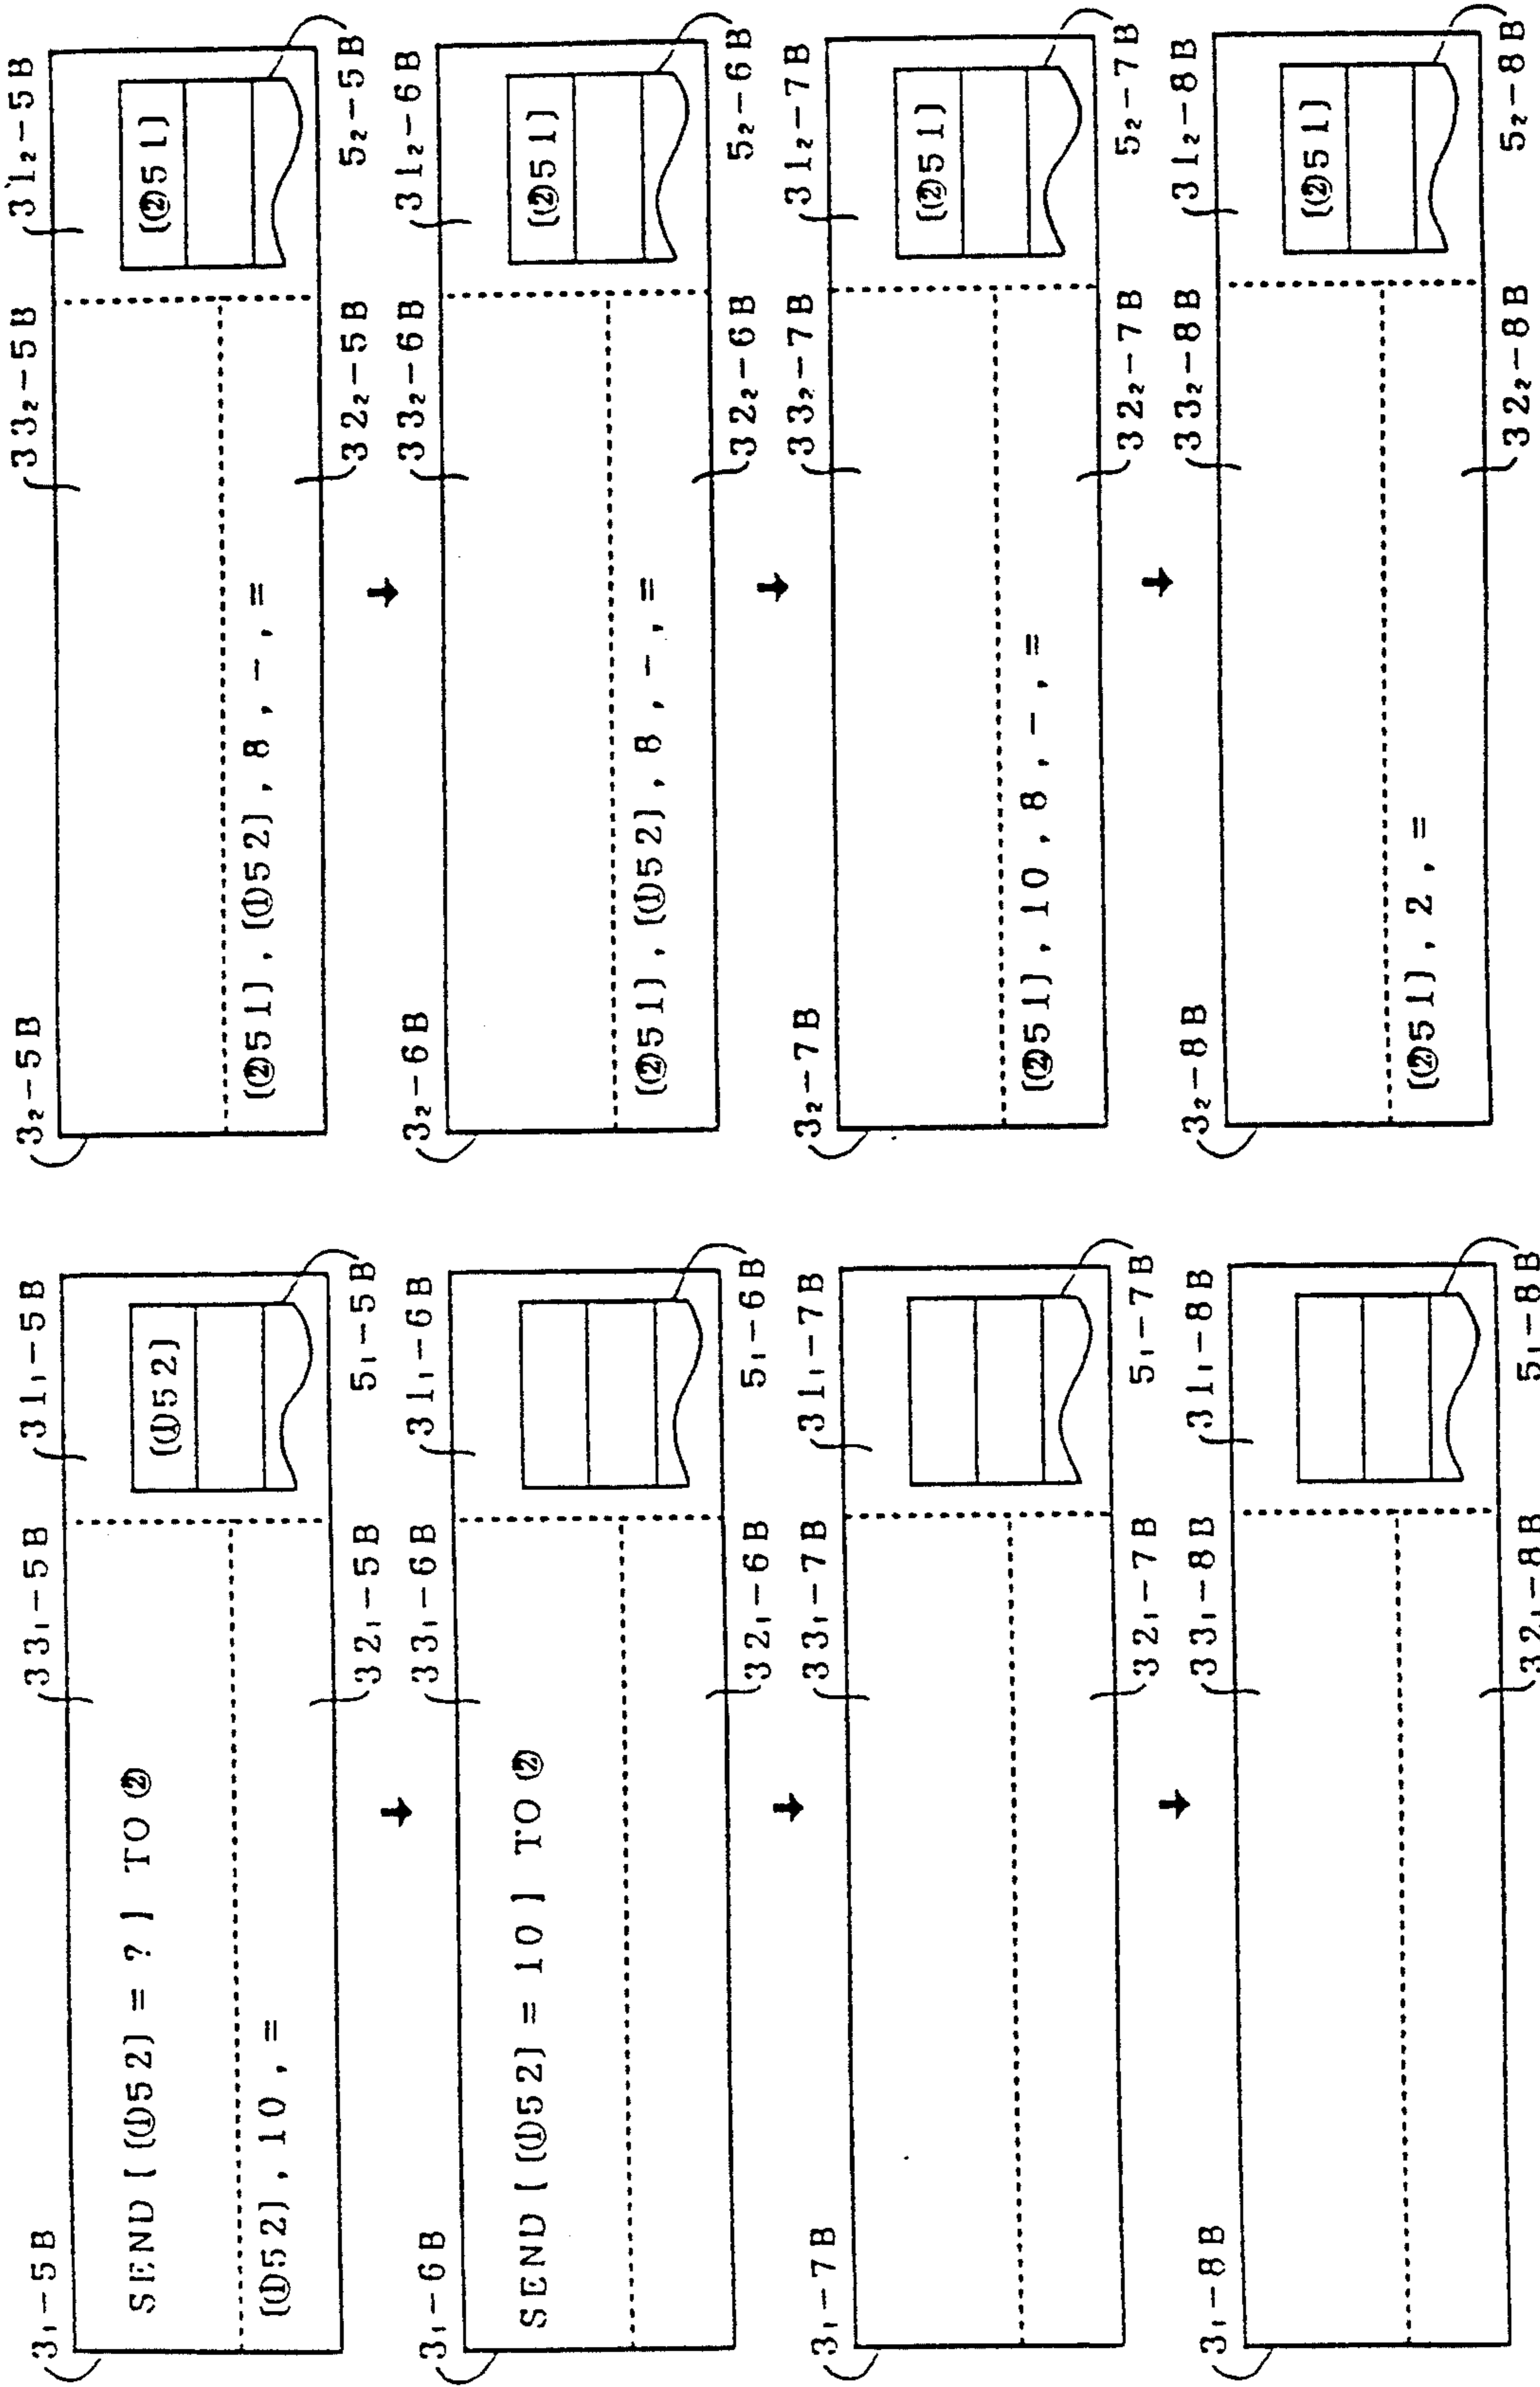 3₁-5B 33₁-5B 31₁-5B
SEND [ [①52] = ? ] TO ②
[①52]
[①52] , 10 , =
32₁-5B 5₁-5B
↓
3₁-6B 33₁-6B 31₁-6B
SEND [ [①52] = 10 ] TO ②
32₁-6B 5₁-6B
↓
3₁-7B 33₁-7B 31₁-7B
32₁-7B 5₁-7B
↓
3₁-8B 33₁-8B 31₁-8B
32₁-8B 5₁-8B
3₂-5B 33₂-5B 31₂-5B
[②51]
[②51] , [①52] , 8 , - , =
32₂-5B 5₂-5B
↓
3₂-6B 33₂-6B 31₂-6B
[②51]
[②51] , [①52] , 8 , - , =
32₂-6B 5₂-6B
↓
3₂-7B 33₂-7B 31₂-7B
[②51]
[②51] , 10 , 8 , - , =
32₂-7B 5₂-7B
↓
3₂-8B 33₂-8B 31₂-8B
[②51]
[②51] , 2 , =
32₂-8B 5₂-8B